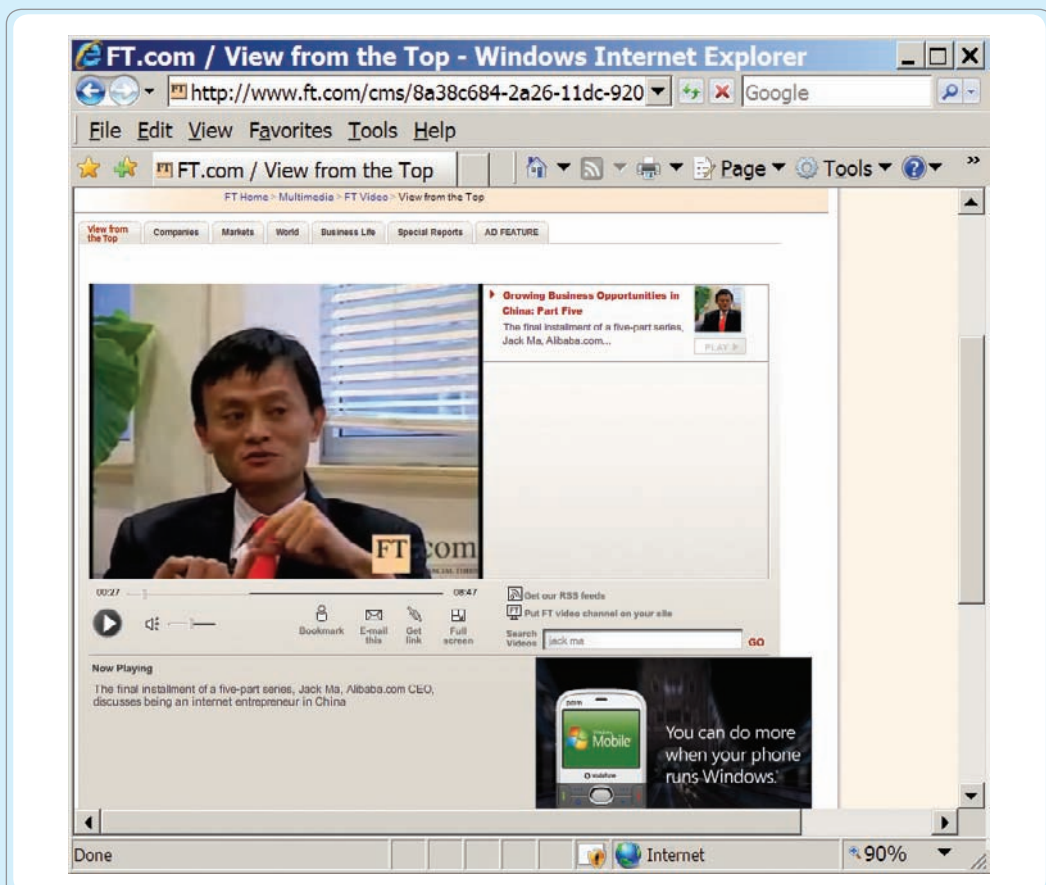 FT.com / View from the Top - Windows Internet Explorer
http://www.ft.com/cms/8a38c684-2a26-11dc-920
Google
File Edit View Favorites Tools Help
FT.com / View from the Top
Page Tools
FT Home > Multimedia > FT Video > View from the Top
View from
the Top
Companies Markets World Business Life Special Reports AD FEATURE
Growing Business Opportunities in
China: Part Five
The final installment of a five-part series,
Jack Ma, Alibaba.com...
PLAY
FT.com
00:27
08:47
Bookmark
E-mail
this
Get
link
Full
screen
Get our RSS feeds
FT Put FT video channel on your site
Search
Videos
jack ma
GO
Now Playing
The final installment of a five-part series, Jack Ma, Alibaba.com CEO,
discusses being an internet entrepreneur in China
Mobile
vodafone
You can do more
when your phone
runs Windows.
Done
Internet
90%